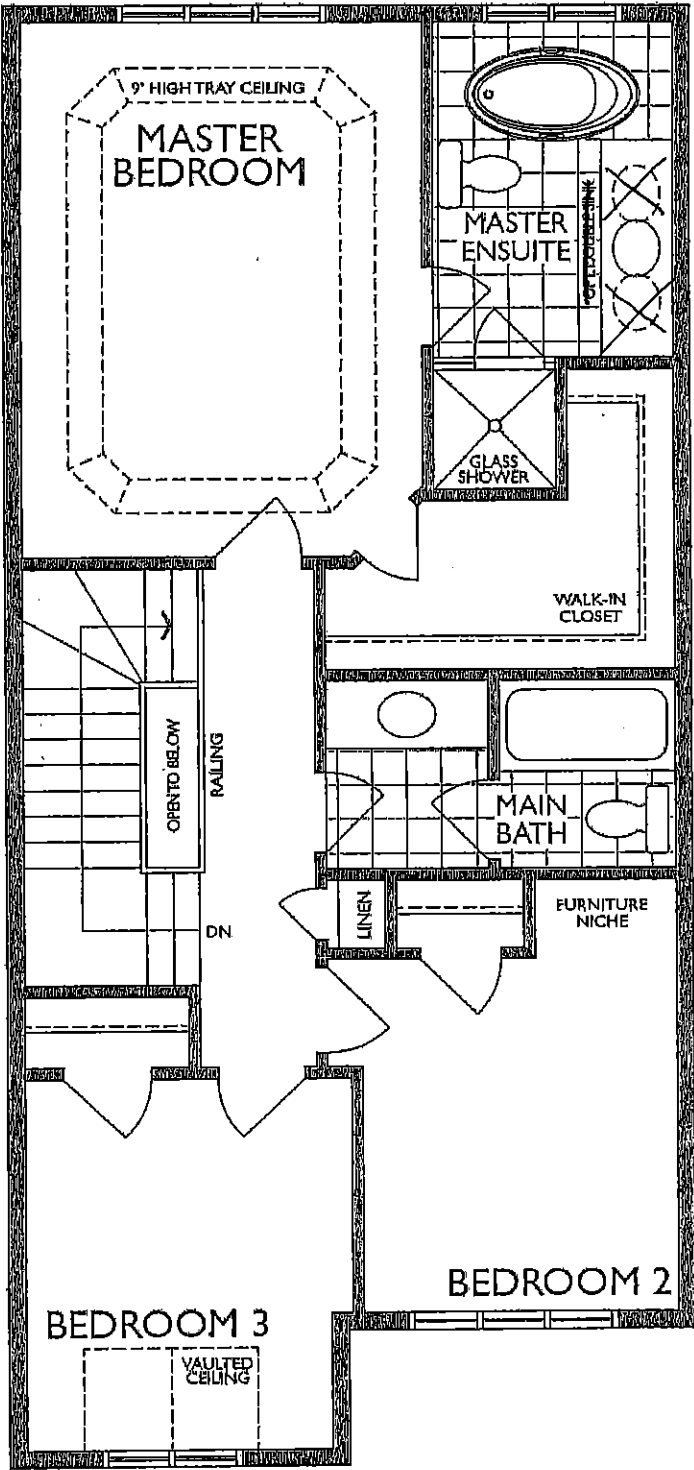 9' HIGH TRAY CEILING
MASTER
BEDROOM
MASTER
ENSUITE
GLASS
SHOWER
WALK-IN
CLOSET
OPEN TO BELOW
RAILING
MAIN
BATH
LINEN
FURNITURE
NICHE
DN
BEDROOM 2
BEDROOM 3
VAULTED
CEILING